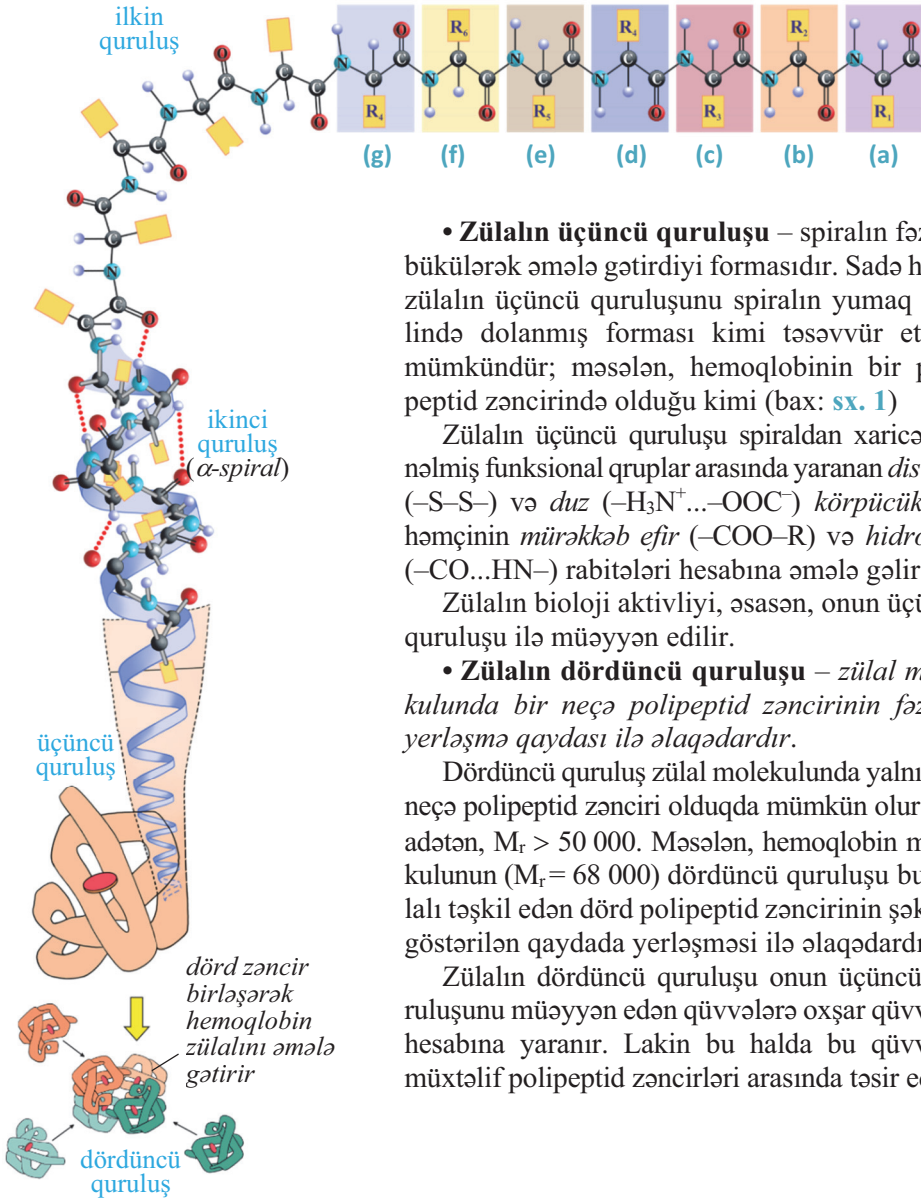 ilkin
quruluş
R₄ R₆ R₅ R₄ R₃ R₂ R₁
(g) (f) (e) (d) (c) (b) (a)
• Zülalın üçüncü quruluşu – spiralın fəz
bükülərək əmələ gətirdiyi formasıdır. Sadə h
zülalın üçüncü quruluşunu spiralın yumaq
lində dolanmış forması kimi təsəvvür et
mümkündür; məsələn, hemoqlobinin bir p
peptid zəncirində olduğu kimi (bax: sx. 1)
Zülalın üçüncü quruluşu spiraldan xaricə
nəlmiş funksional qruplar arasında yaranan dis
(–S–S–) və duz (–H₃N⁺...–OOC⁻) körpücük
həmçinin mürəkkəb efir (–COO–R) və hidro
(–CO...HN–) rabitələri hesabına əmələ gəlir
Zülalın bioloji aktivliyi, əsasən, onun üçü
quruluşu ilə müəyyən edilir.
• Zülalın dördüncü quruluşu – zülal m
kulunda bir neçə polipeptid zəncirinin fəz
yerləşmə qaydası ilə əlaqədardır.
Dördüncü quruluş zülal molekulunda yalnı
neçə polipeptid zənciri olduqda mümkün olur
adətən, Mᵣ > 50 000. Məsələn, hemoqlobin m
kulunun (Mᵣ = 68 000) dördüncü quruluşu bu
lalı təşkil edən dörd polipeptid zəncirinin şək
göstərilən qaydada yerləşməsi ilə əlaqədardı
Zülalın dördüncü quruluşu onun üçüncü
ruluşunu müəyyən edən qüvvələrə oxşar qüvv
hesabına yaranır. Lakin bu halda bu qüvv
müxtəlif polipeptid zəncirləri arasında təsir e
ikinci
quruluş
(α-spiral)
üçüncü
quruluş
dörd zəncir
birləşərək
hemoqlobin
zülalını əmələ
gətirir
dördüncü
quruluş